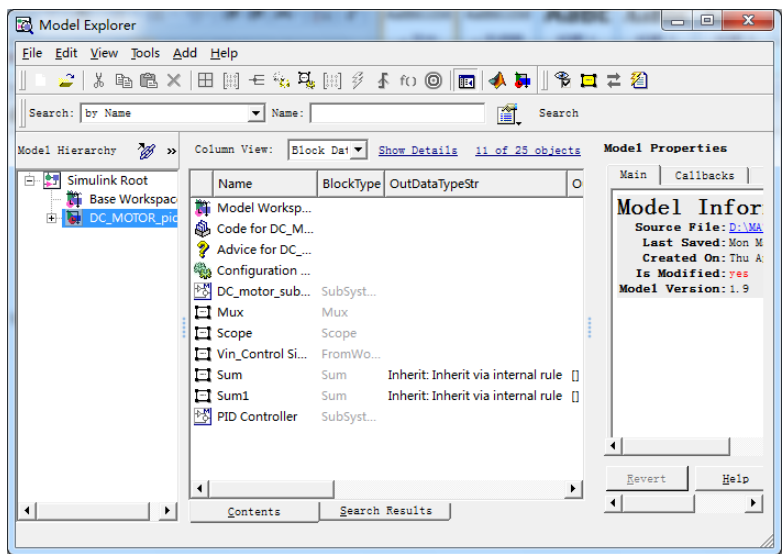 Model Explorer
File Edit View Tools Add Help
Search: by Name Name: Search
Model Hierarchy » Column View: Block Dat Show Details 11 of 25 objects Model Properties
Simulink Root
Base Workspac
DC_MOTOR_pic
Name BlockType OutDataTypeStr O
Model Worksp...
Code for DC_M...
Advice for DC_...
Configuration ...
DC_motor_sub... SubSyst...
Mux Mux
Scope Scope
Vin_Control Si... FromWo...
Sum Sum Inherit: Inherit via internal rule []
Sum1 Sum Inherit: Inherit via internal rule []
PID Controller SubSyst...
Contents Search Results
Main Callbacks
Model Infor
Source File: D:\MA
Last Saved: Mon M
Created On: Thu A
Is Modified: yes
Model Version: 1.9
Revert Help